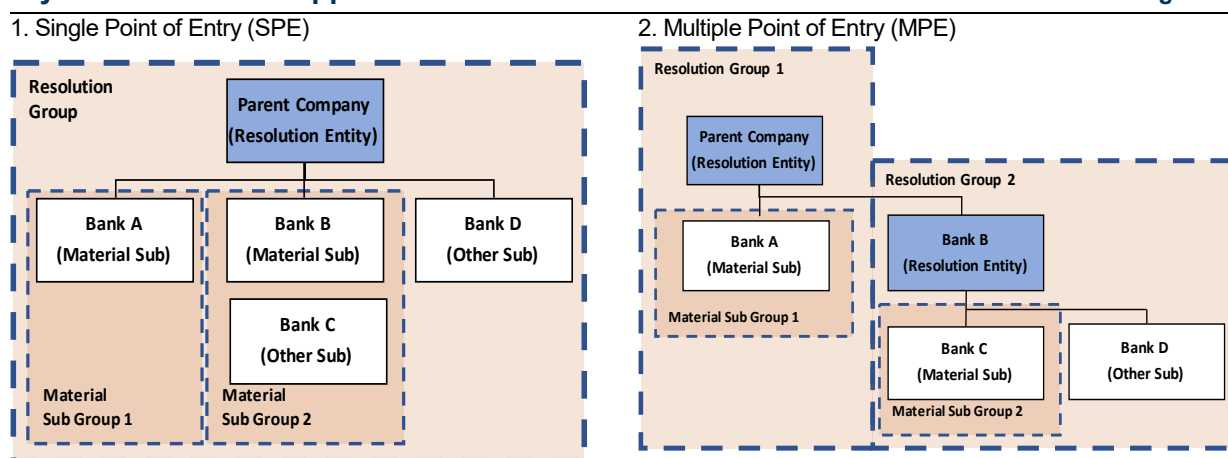 1. Single Point of Entry (SPE)
Resolution
Group
Parent Company
(Resolution Entity)
Bank A
(Material Sub)
Bank B
(Material Sub)
Bank D
(Other Sub)
Bank C
(Other Sub)
Material
Sub Group 1
Material
Sub Group 2
2. Multiple Point of Entry (MPE)
Resolution Group 1
Parent Company
(Resolution Entity)
Resolution Group 2
Bank A
(Material Sub)
Material Sub Group 1
Bank B
(Resolution Entity)
Bank C
(Material Sub)
Material Sub Group 2
Bank D
(Other Sub)